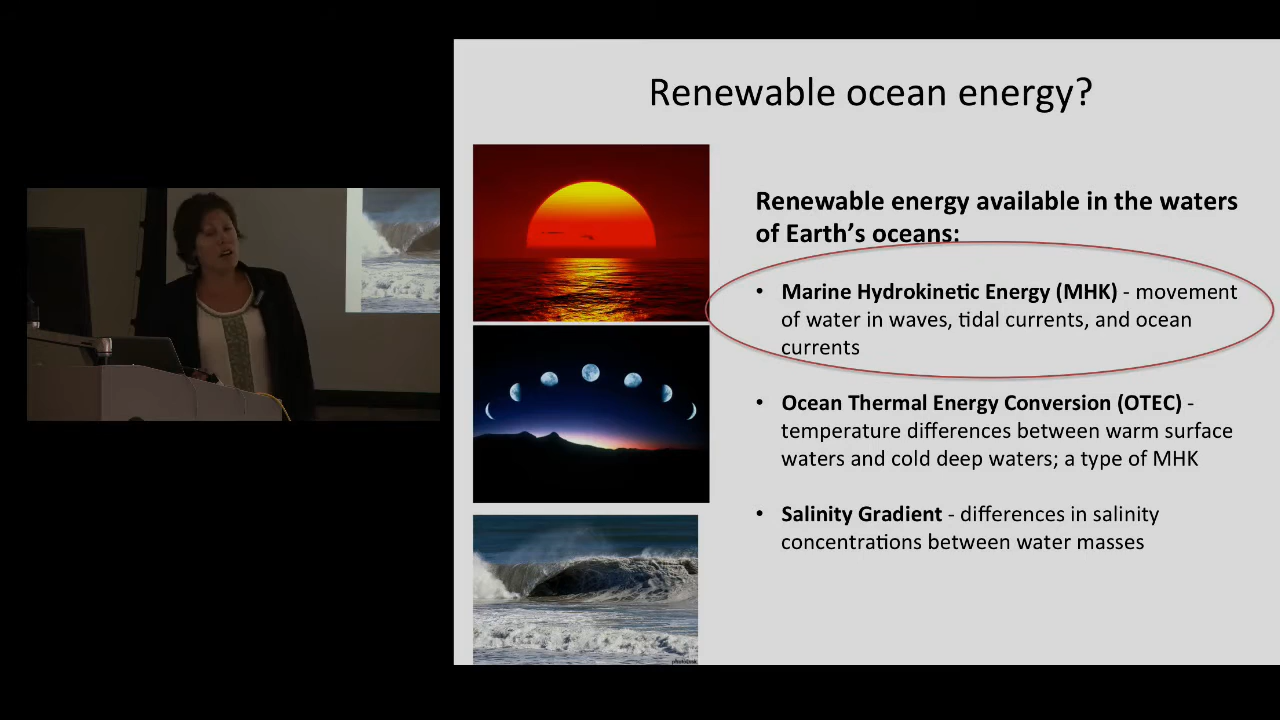 Renewable ocean energy?
Renewable energy available in the waters
of Earth's oceans:
• Marine Hydrokinetic Energy (MHK) - movement
of water in waves, tidal currents, and ocean
currents
• Ocean Thermal Energy Conversion (OTEC) -
temperature differences between warm surface
waters and cold deep waters; a type of MHK
• Salinity Gradient - differences in salinity
concentrations between water masses